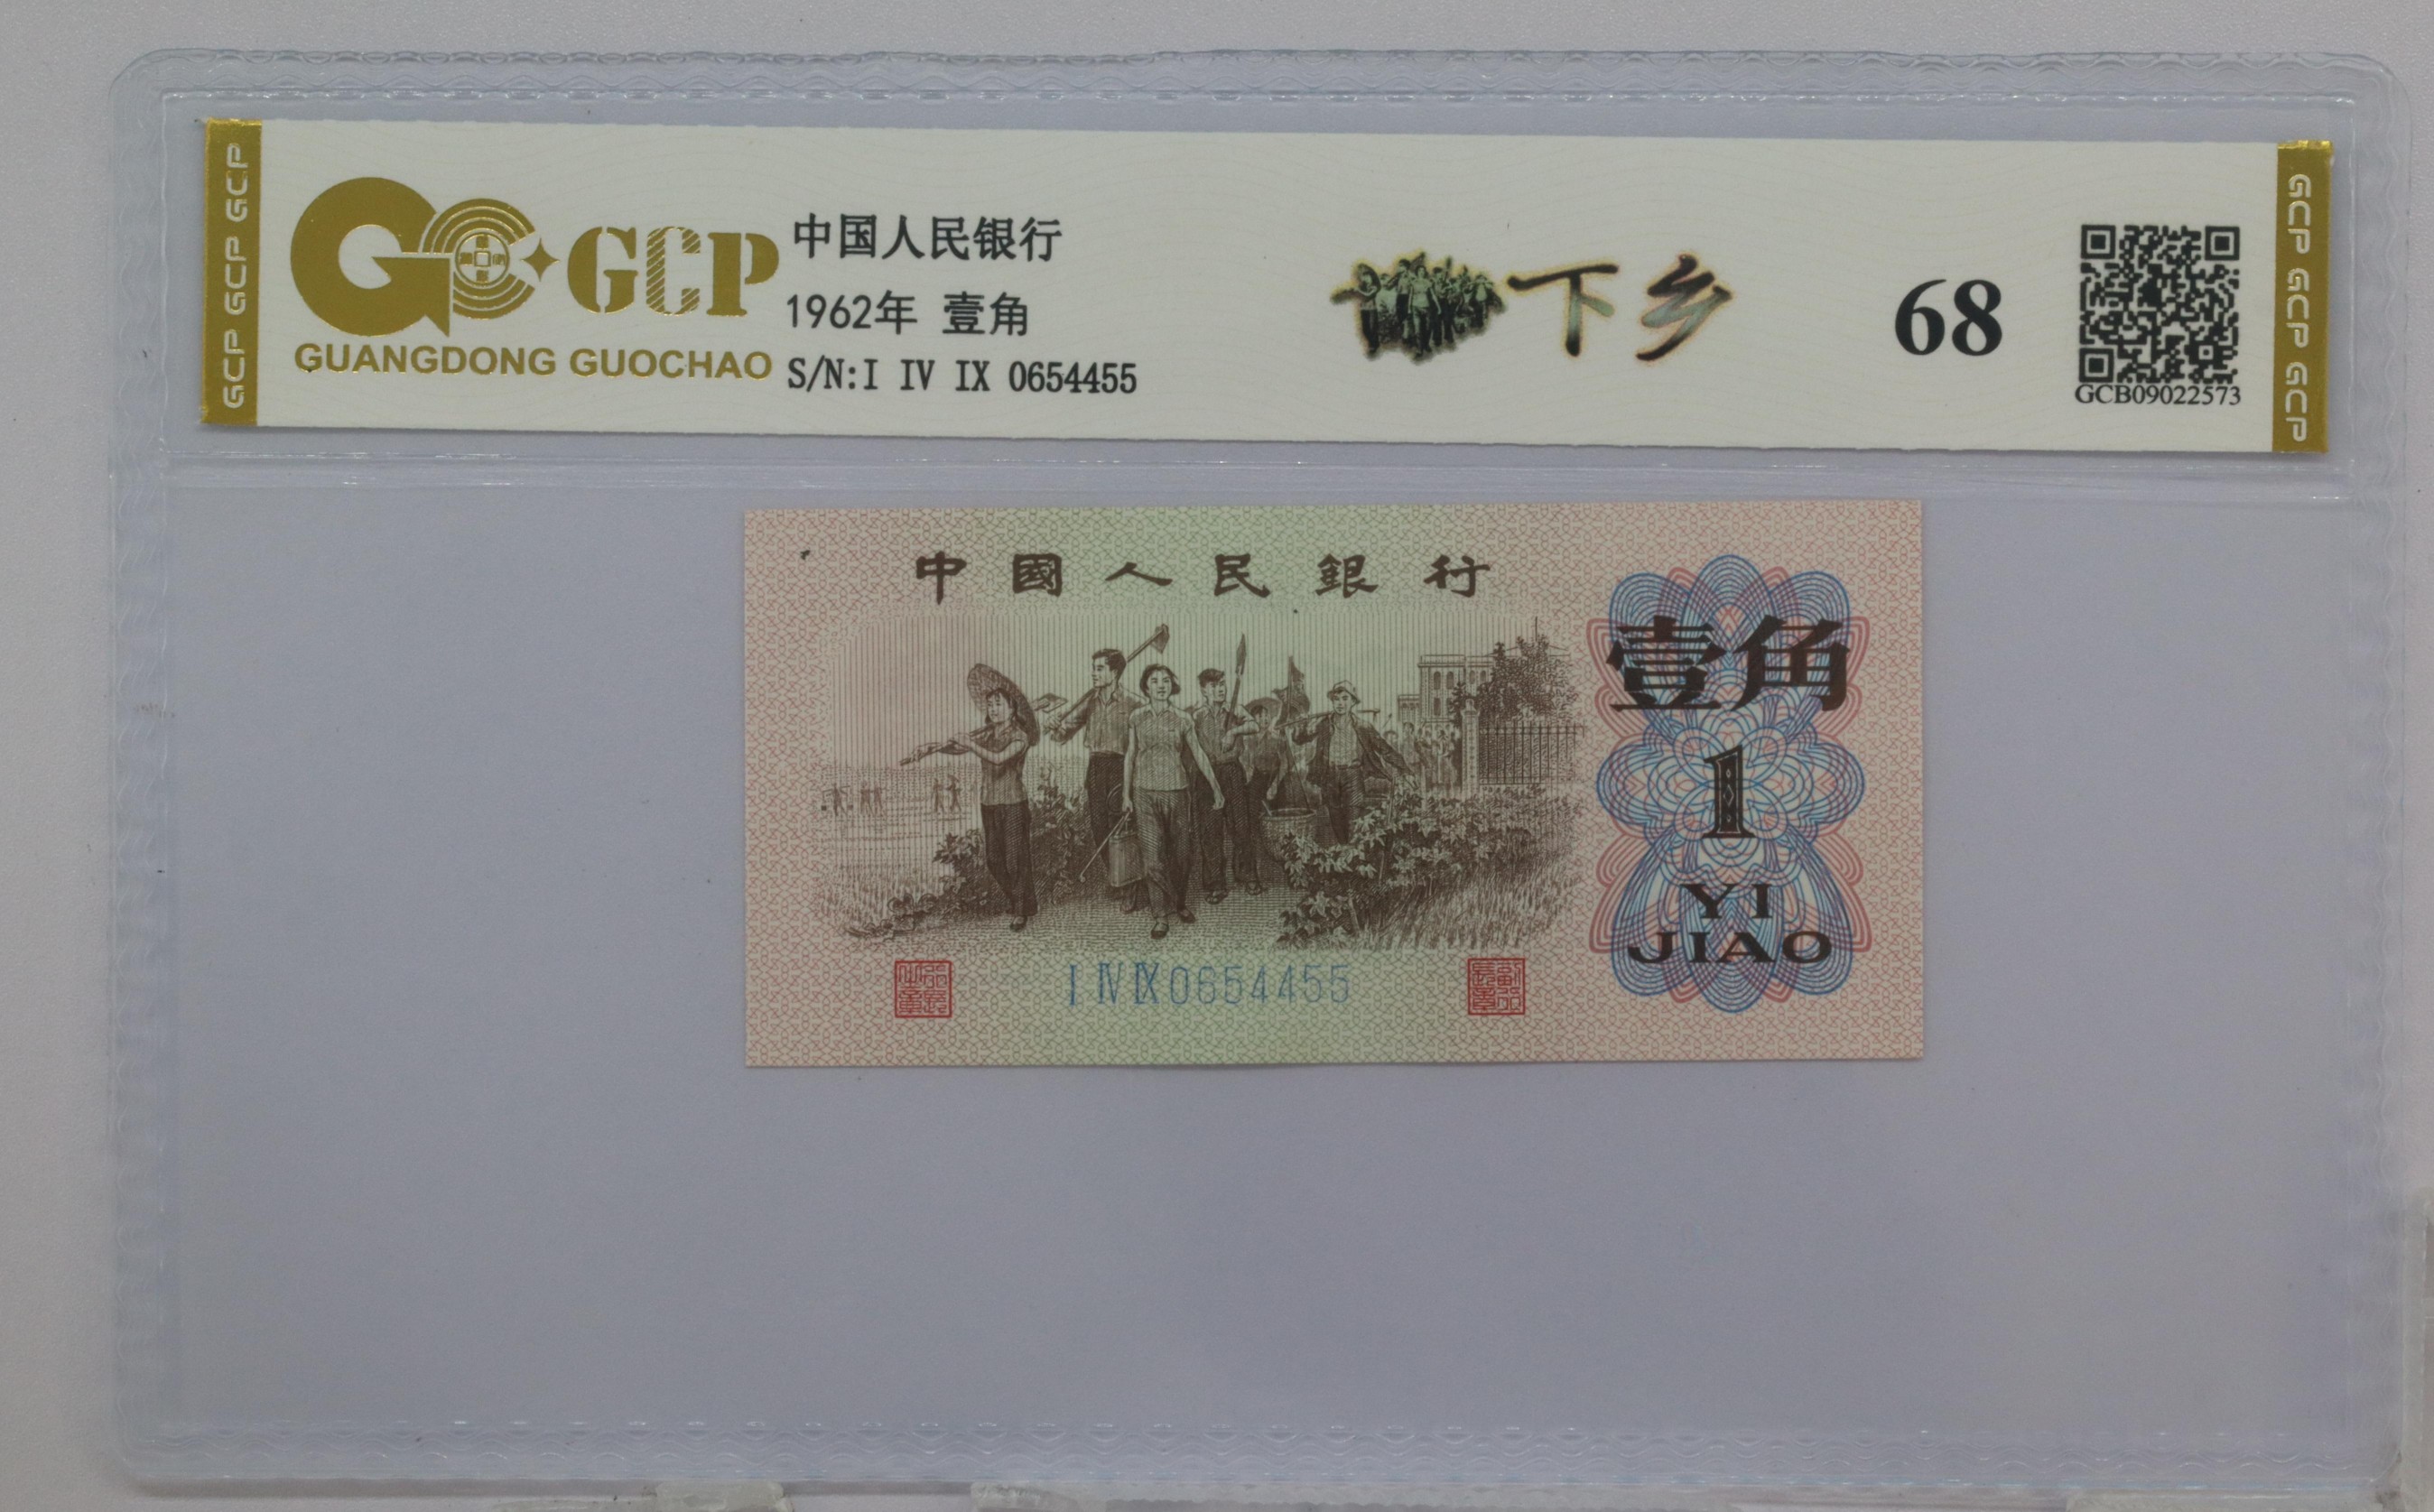 GCP GCP GCP
GCP
GUANGDONG GUOCHAO
中国人民银行
1962年 壹角
S/N:I IV IX 0654455
下乡
68
GCB09022573
GCP GCP GCP
中國人民銀行
壹角
1
YI
JIAO
I IV IX 0654455